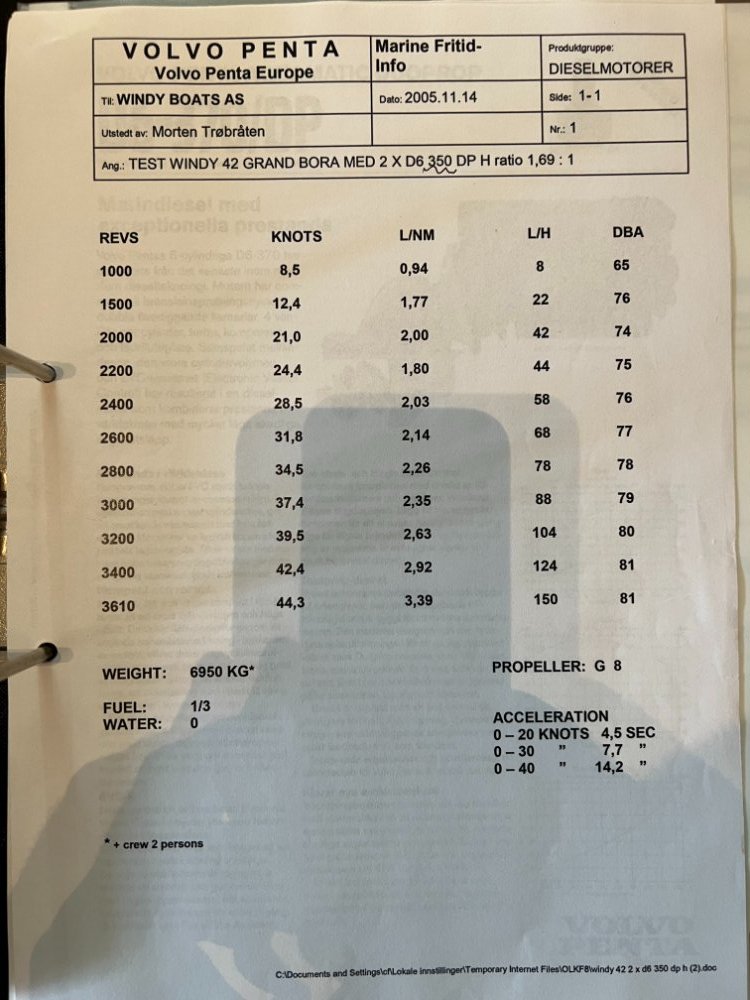 VOLVO PENTA
Volvo Penta Europe
Marine Fritid-
Info
Produktgruppe:
DIESELMOTORER
Til: WINDY BOATS AS
Dato: 2005.11.14
Side: 1-1
Utstedt av: Morten Trøbråten
Nr.: 1
Ang.: TEST WINDY 42 GRAND BORA MED 2 X D6 350 DP H ratio 1,69 : 1
REVS KNOTS L/NM L/H DBA
1000 8,5 0,94 8 65
1500 12,4 1,77 22 76
2000 21,0 2,00 42 74
2200 24,4 1,80 44 75
2400 28,5 2,03 58 76
2600 31,8 2,14 68 77
2800 34,5 2,26 78 78
3000 37,4 2,35 88 79
3200 39,5 2,63 104 80
3400 42,4 2,92 124 81
3610 44,3 3,39 150 81
WEIGHT: 6950 KG*
PROPELLER: G 8
FUEL: 1/3
WATER: 0
ACCELERATION
0 – 20 KNOTS 4,5 SEC
0 – 30 " 7,7 "
0 – 40 " 14,2 "
* + crew 2 persons
C:\Documents and Settings\cf\Lokale innstillinger\Temporary Internet Files\OLKF8\windy 42 2 x d6 350 dp h (2).doc